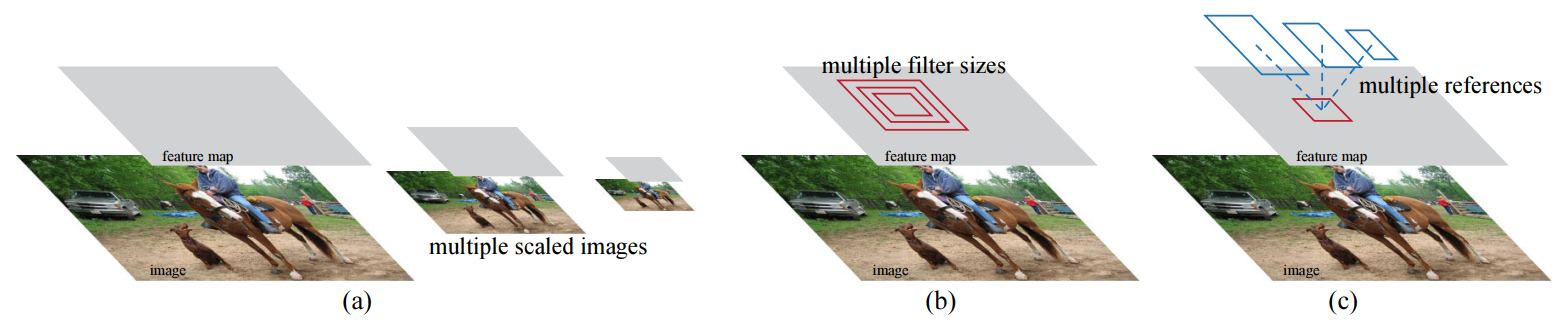 feature map
image
multiple scaled images
(a)
multiple filter sizes
feature map
image
(b)
multiple references
feature map
image
(c)